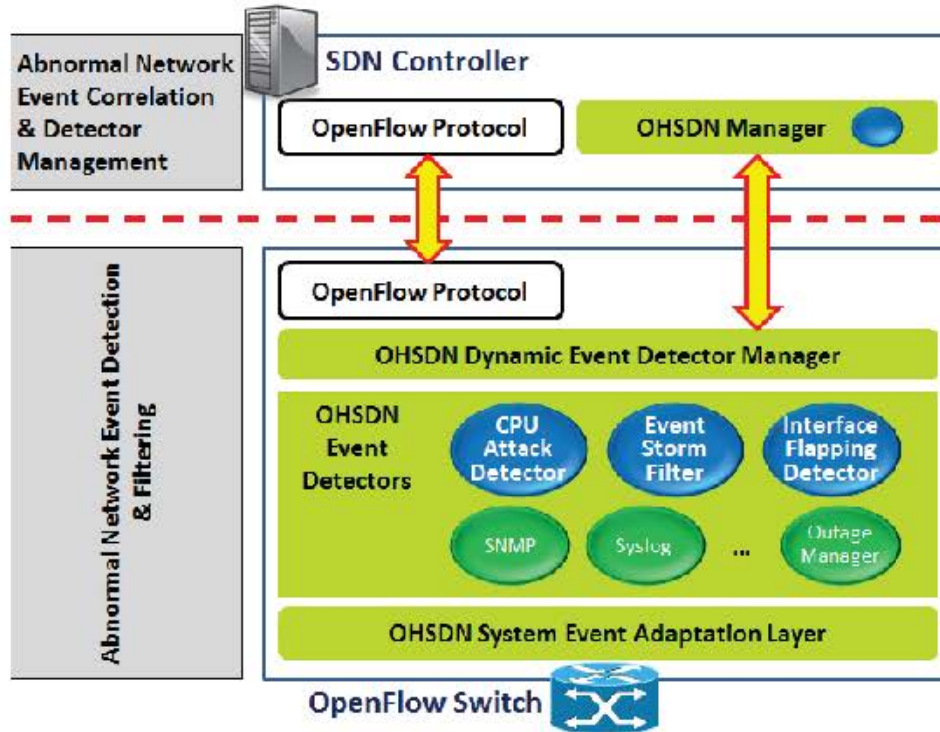 Abnormal Network
Event Correlation
& Detector
Management
SDN Controller
OpenFlow Protocol
OHSDN Manager
Abnormal Network Event Detection
& Filtering
OpenFlow Protocol
OHSDN Dynamic Event Detector Manager
OHSDN
Event
Detectors
CPU
Attack
Detector
Event
Storm
Filter
Interface
Flapping
Detector
SNMP
Syslog
...
Outage
Manager
OHSDN System Event Adaptation Layer
OpenFlow Switch